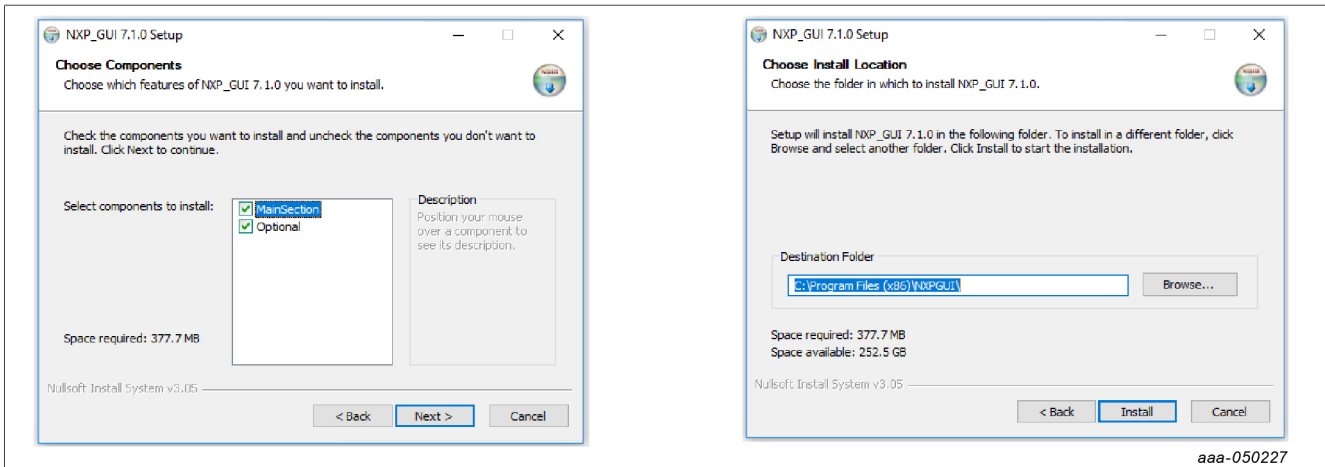 NXP_GUI 7.1.0 Setup
Choose Components
Choose which features of NXP_GUI 7.1.0 you want to install.
Check the components you want to install and uncheck the components you don't want to
install. Click Next to continue.
Select components to install:
MainSection
Optional
Description
Position your mouse
over a component to
see its description.
Space required: 377.7 MB
Nullsoft Install System v3.05
< Back
Next >
Cancel
NXP_GUI 7.1.0 Setup
Choose Install Location
Choose the folder in which to install NXP_GUI 7.1.0.
Setup will install NXP_GUI 7.1.0 in the following folder. To install in a different folder, click
Browse and select another folder. Click Install to start the installation.
Destination Folder
C:\Program Files (x86)\NXPGUI\
Browse...
Space required: 377.7 MB
Space available: 252.5 GB
Nullsoft Install System v3.05
< Back
Install
Cancel
aaa-050227